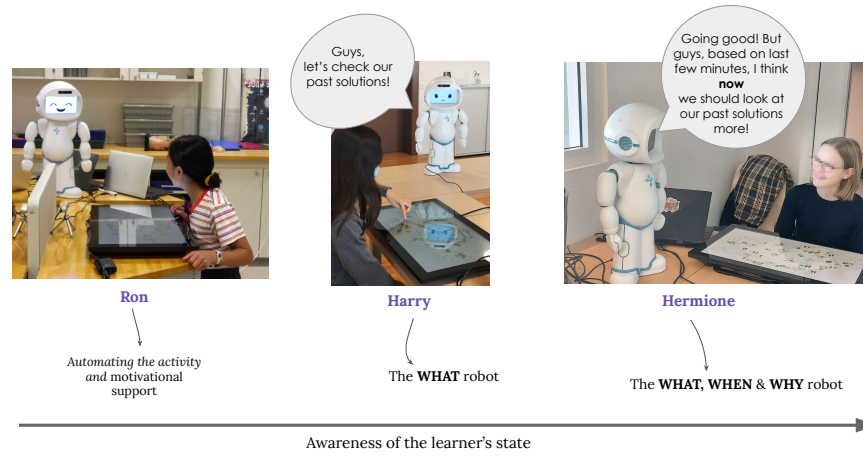 Guys,
let's check our
past solutions!
Going good! But
guys, based on last
few minutes, I think
now
we should look at
our past solutions
more!
Ron
Harry
Hermione
Automating the activity
and motivational
support
The WHAT robot
The WHAT, WHEN & WHY robot
Awareness of the learner's state